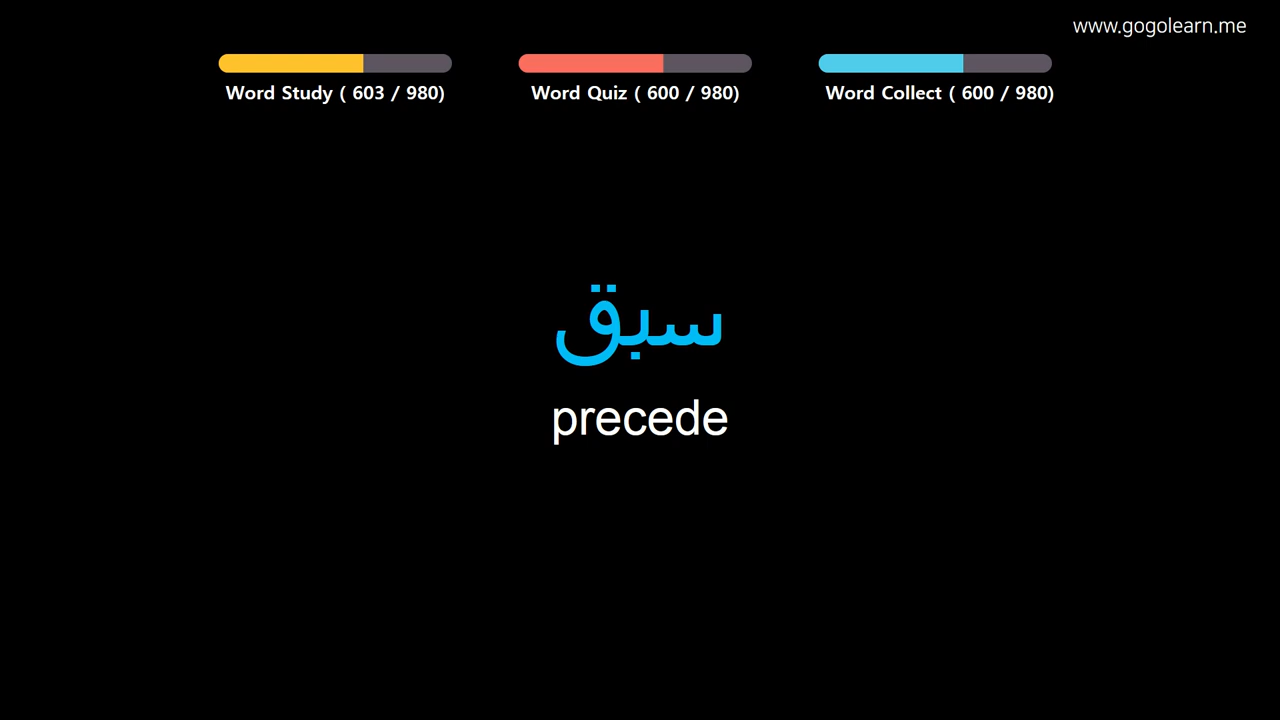 www.gogolearn.me
Word Study ( 603 / 980)
Word Quiz ( 600 / 980)
Word Collect ( 600 / 980)
سبق
precede